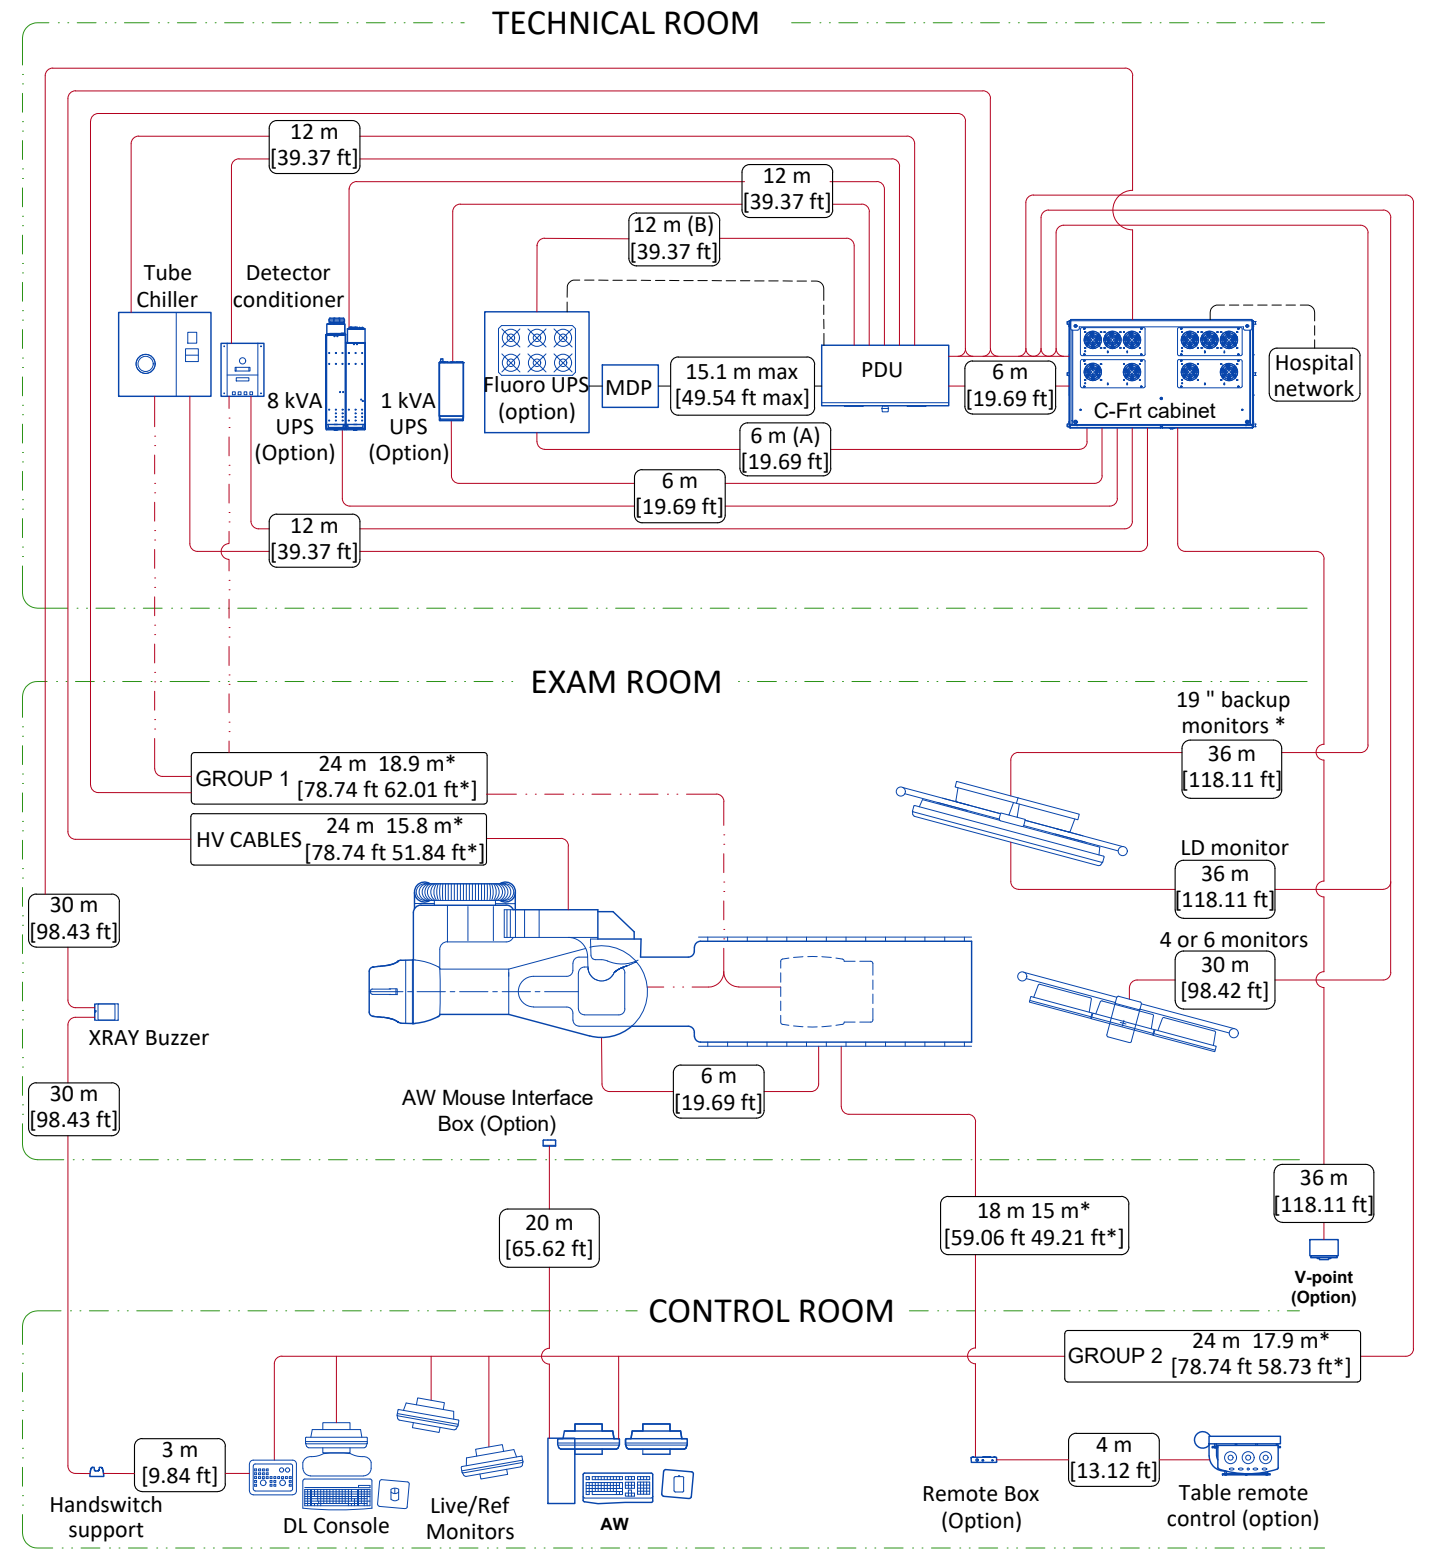 TECHNICAL ROOM
12 m
[39.37 ft]
12 m
[39.37 ft]
12 m (B)
[39.37 ft]
Tube
Chiller
Detector
conditioner
8 kVA
UPS
(Option)
1 kVA
UPS
(Option)
Fluoro UPS
(option)
MDP
15.1 m max
[49.54 ft max]
PDU
6 m
[19.69 ft]
C-Frt cabinet
Hospital
network
6 m (A)
[19.69 ft]
6 m
[19.69 ft]
12 m
[39.37 ft]
EXAM ROOM
19 " backup
monitors *
36 m
[118.11 ft]
GROUP 1
24 m 18.9 m*
[78.74 ft 62.01 ft*]
HV CABLES
24 m 15.8 m*
[78.74 ft 51.84 ft*]
LD monitor
36 m
[118.11 ft]
30 m
[98.43 ft]
4 or 6 monitors
30 m
[98.42 ft]
XRAY Buzzer
30 m
[98.43 ft]
6 m
[19.69 ft]
AW Mouse Interface
Box (Option)
20 m
[65.62 ft]
18 m 15 m*
[59.06 ft 49.21 ft*]
36 m
[118.11 ft]
V-point
(Option)
CONTROL ROOM
GROUP 2
24 m 17.9 m*
[78.74 ft 58.73 ft*]
3 m
[9.84 ft]
4 m
[13.12 ft]
Handswitch
support
DL Console
Live/Ref
Monitors
AW
Remote Box
(Option)
Table remote
control (option)